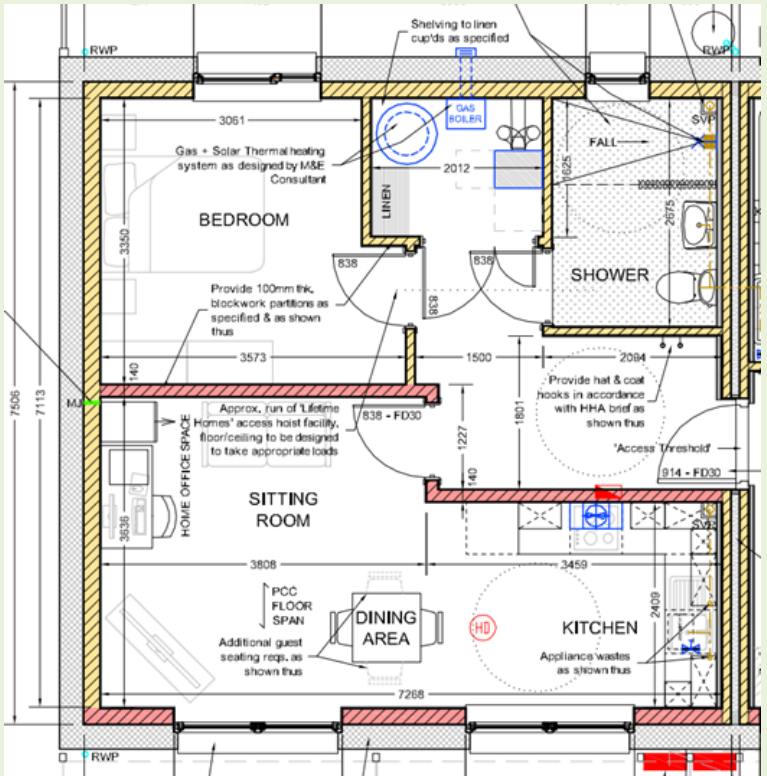 Shelving to linen
cup'ds as specified
RWP
RWP
3061
GAS
BOILER
SVP
FALL
Gas + Solar Thermal heating
system as designed by M&E
Consultant
2012
1625
LINEN
2675
BEDROOM
3350
SHOWER
838
838
838
Provide 100mm thk.
blockwork partitions as
specified & as shown
thus
3573
1500
2094
140
7506
7113
MJ
Approx. run of 'Lifetime
Homes' access hoist facility,
floor/ceiling to be designed
to take appropriate loads
838 - FD30
1227
1801
140
Provide hat & coat
hooks in accordance
with HHA brief as
shown thus
'Access Threshold'
914 - FD30
HOME OFFICE SPACE
SITTING
ROOM
SVP
3636
3808
3459
2409
PCC
FLOOR
SPAN
DINING
AREA
HD
KITCHEN
Additional guest
seating reqs. as
shown thus
Appliance wastes
as shown thus
7268
RWP